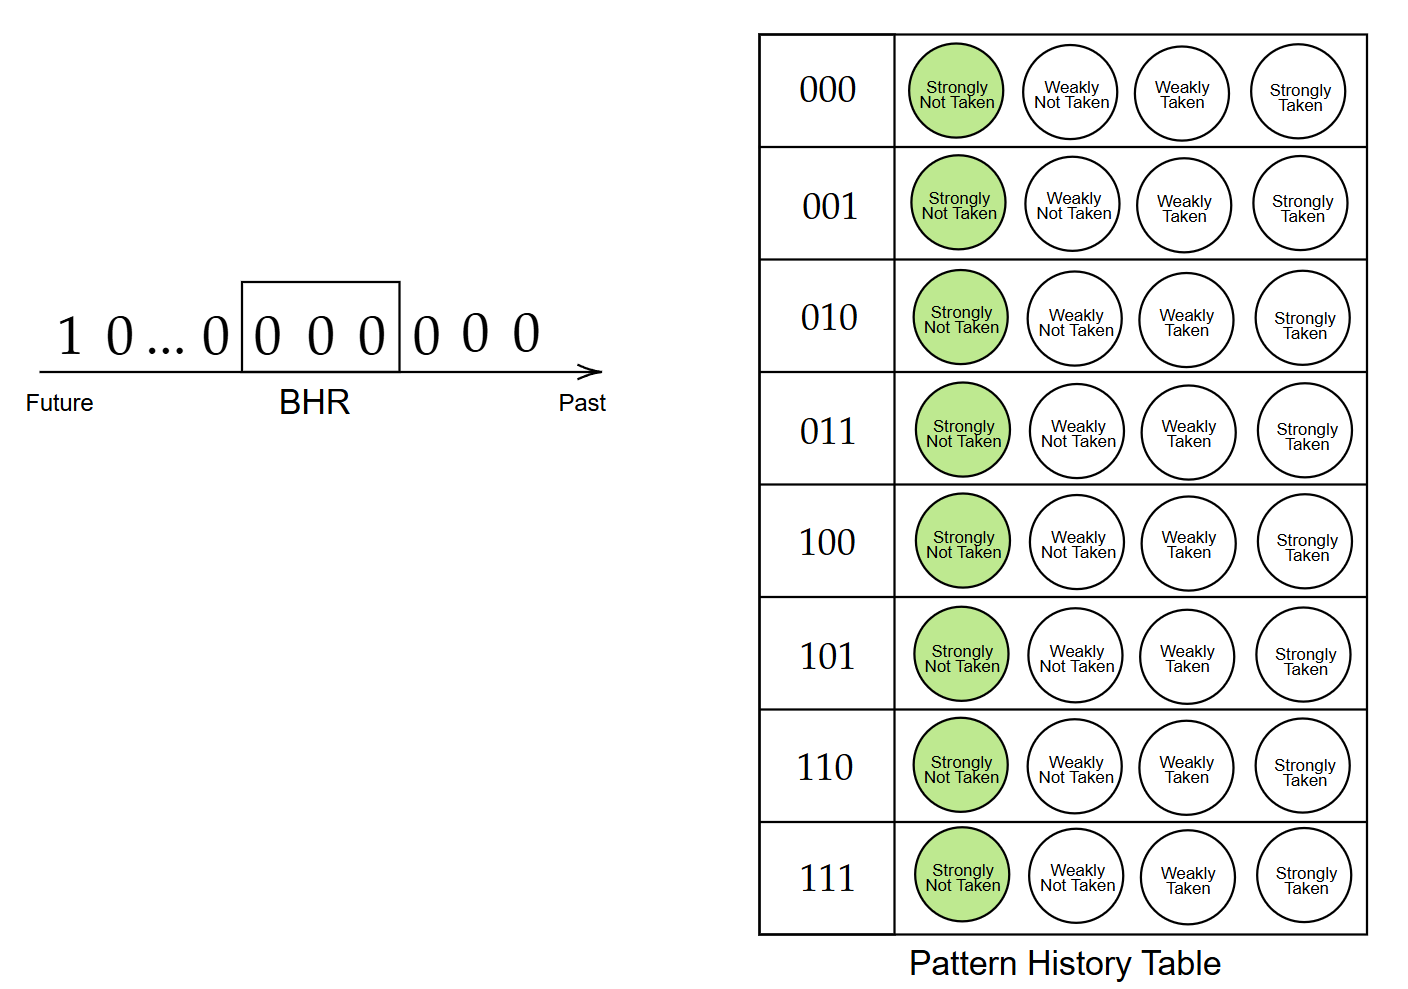 1 0 ... 0 0 0 0 0 0 0
Future
BHR
Past
000
Strongly
Not Taken
Weakly
Not Taken
Weakly
Taken
Strongly
Taken
001
Strongly
Not Taken
Weakly
Not Taken
Weakly
Taken
Strongly
Taken
010
Strongly
Not Taken
Weakly
Not Taken
Weakly
Taken
Strongly
Taken
011
Strongly
Not Taken
Weakly
Not Taken
Weakly
Taken
Strongly
Taken
100
Strongly
Not Taken
Weakly
Not Taken
Weakly
Taken
Strongly
Taken
101
Strongly
Not Taken
Weakly
Not Taken
Weakly
Taken
Strongly
Taken
110
Strongly
Not Taken
Weakly
Not Taken
Weakly
Taken
Strongly
Taken
111
Strongly
Not Taken
Weakly
Not Taken
Weakly
Taken
Strongly
Taken
Pattern History Table